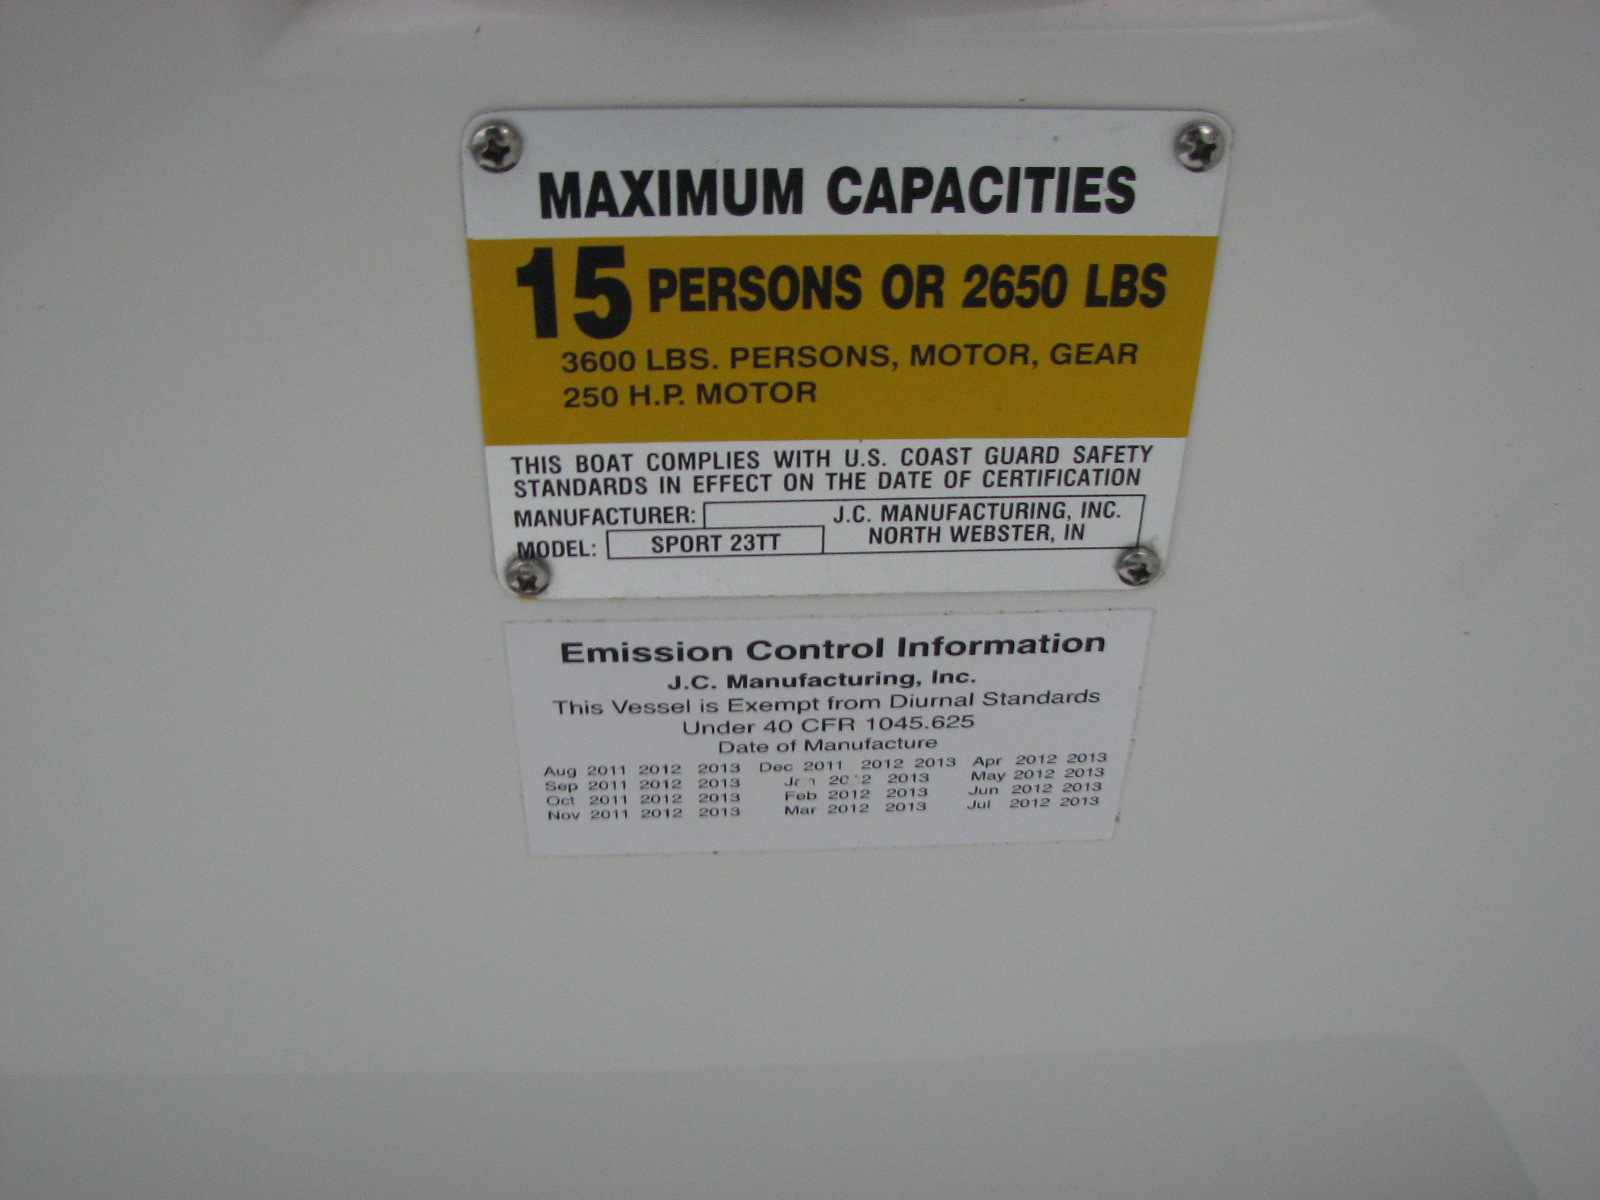 MAXIMUM CAPACITIES
15 PERSONS OR 2650 LBS
3600 LBS. PERSONS, MOTOR, GEAR
250 H.P. MOTOR
THIS BOAT COMPLIES WITH U.S. COAST GUARD SAFETY
STANDARDS IN EFFECT ON THE DATE OF CERTIFICATION
MANUFACTURER: J.C. MANUFACTURING, INC.
NORTH WEBSTER, IN
MODEL: SPORT 23TT
Emission Control Information
J.C. Manufacturing, Inc.
This Vessel is Exempt from Diurnal Standards
Under 40 CFR 1045.625
Date of Manufacture
Aug 2011 2012 2013 Dec 2011 2012 2013 Apr 2012 2013
Sep 2011 2012 2013 Jan 2012 2013 May 2012 2013
Oct 2011 2012 2013 Feb 2012 2013 Jun 2012 2013
Nov 2011 2012 2013 Mar 2012 2013 Jul 2012 2013